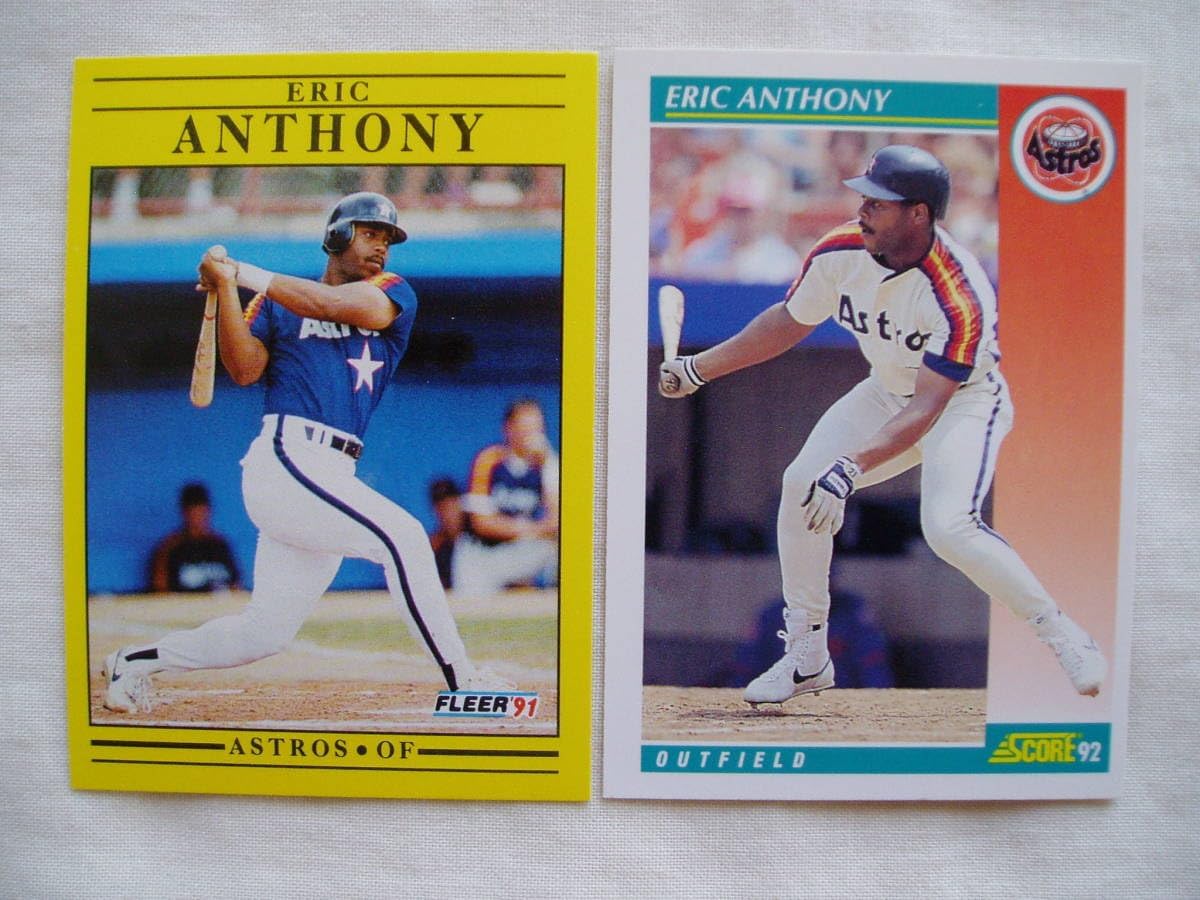 ERIC
ANTHONY
ASTROS
FLEER '91
ASTROS • OF
ERIC ANTHONY
Astros
Astros
OUTFIELD
SCORE 92